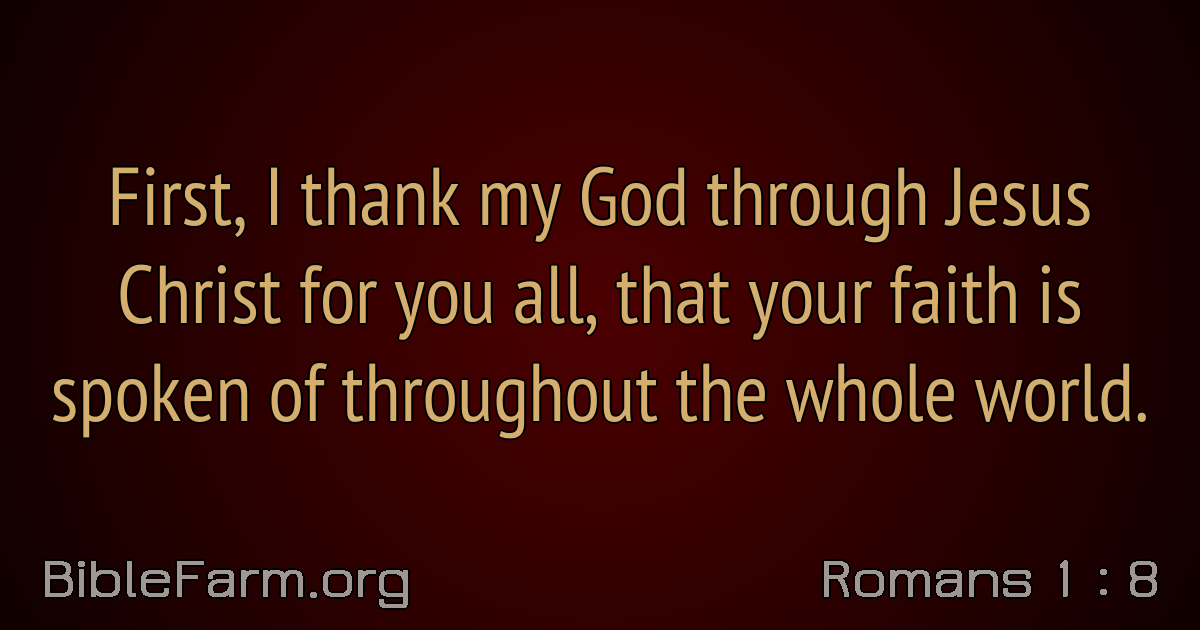 First, I thank my God through Jesus
Christ for you all, that your faith is
spoken of throughout the whole world.
BibleFarm.org
Romans 1 : 8